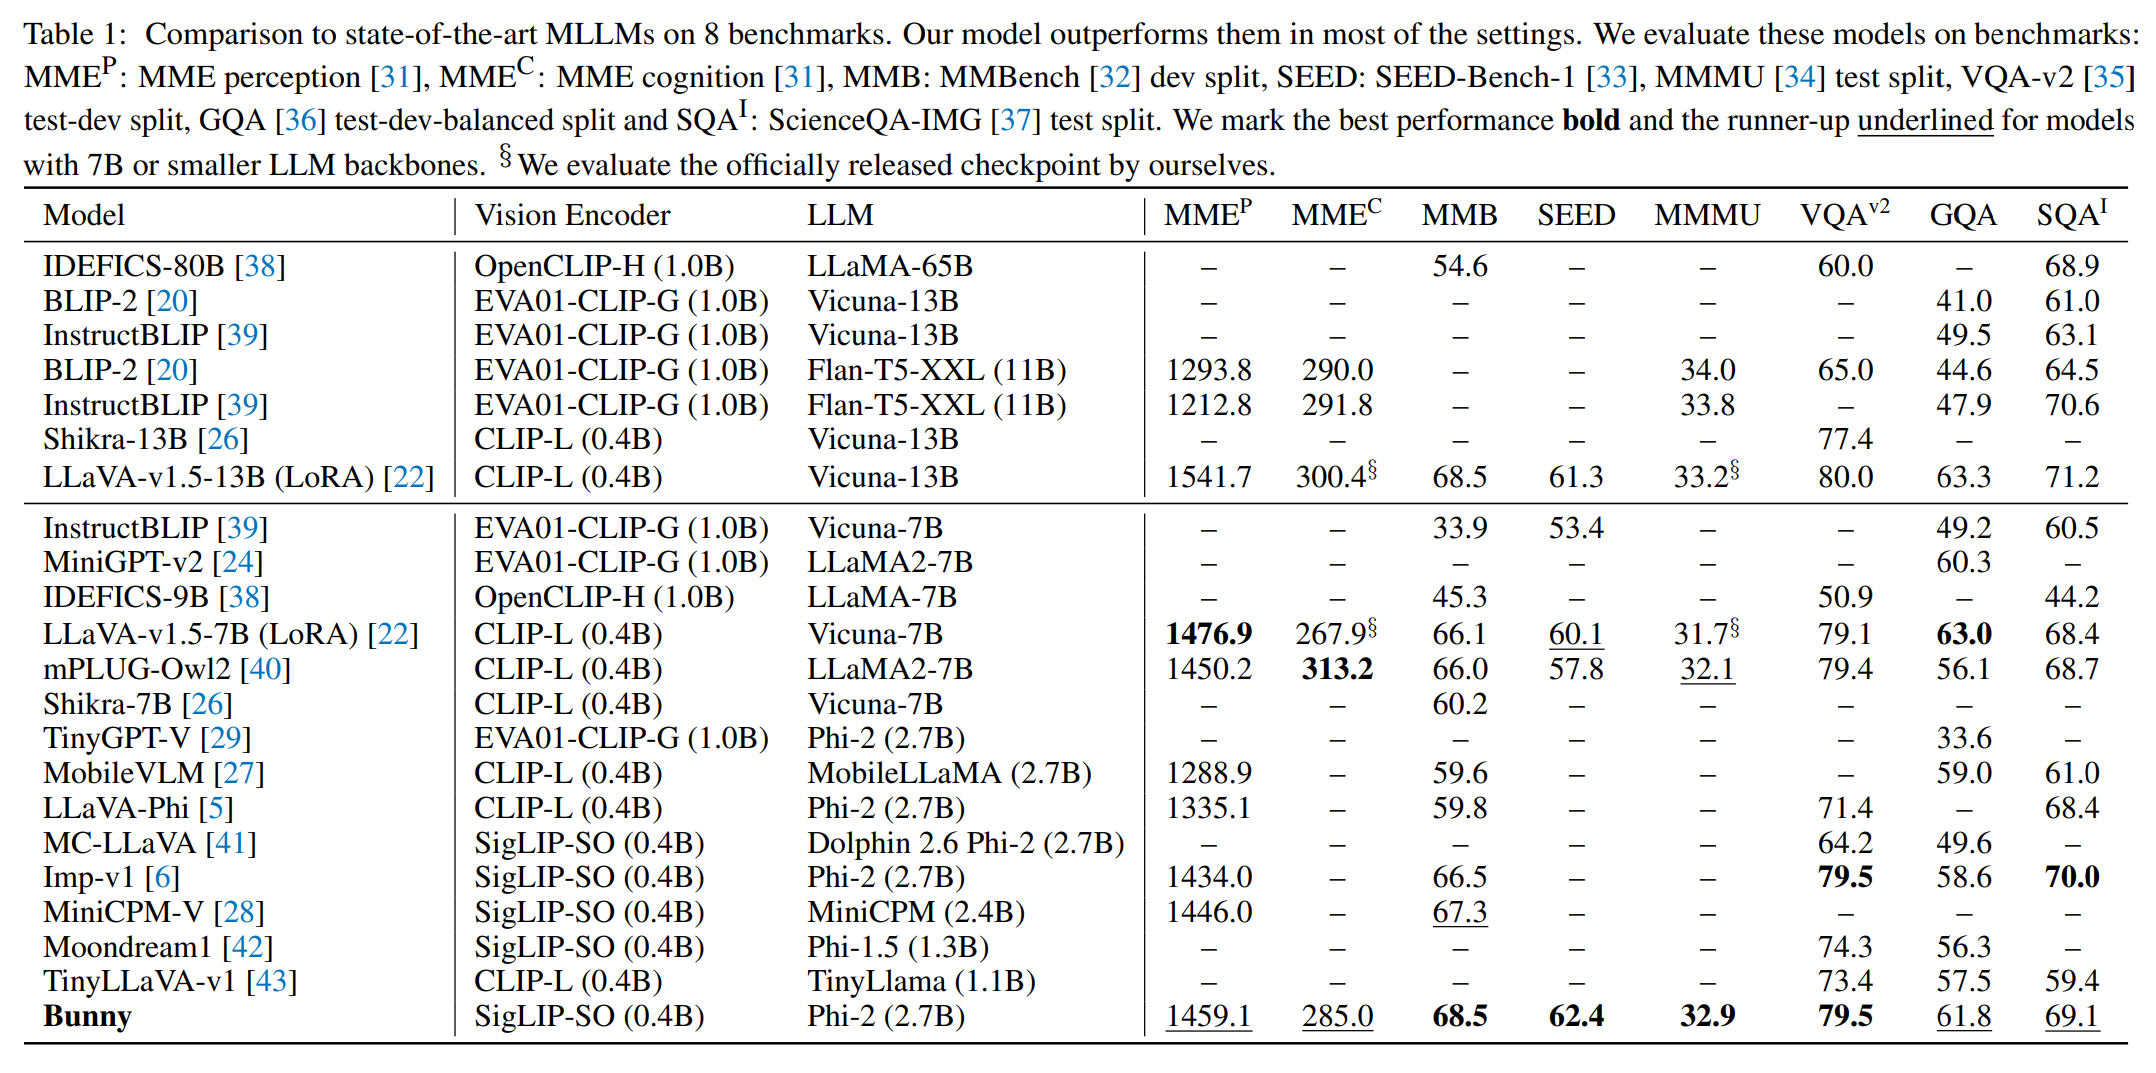 Table 1: Comparison to state-of-the-art MLLMs on 8 benchmarks. Our model outperforms them in most of the settings. We evaluate these models on benchmarks:
MME^P: MME perception [31], MME^C: MME cognition [31], MMB: MMBench [32] dev split, SEED: SEED-Bench-1 [33], MMMU [34] test split, VQA-v2 [35]
test-dev split, GQA [36] test-dev-balanced split and SQA^I: ScienceQA-IMG [37] test split. We mark the best performance bold and the runner-up underlined for models
with 7B or smaller LLM backbones. §We evaluate the officially released checkpoint by ourselves.
Model Vision Encoder LLM MME^P MME^C MMB SEED MMMU VQA^v2 GQA SQA^I
IDEFICS-80B [38] OpenCLIP-H (1.0B) LLaMA-65B – – 54.6 – – 60.0 – 68.9
BLIP-2 [20] EVA01-CLIP-G (1.0B) Vicuna-13B – – – – – – 41.0 61.0
InstructBLIP [39] EVA01-CLIP-G (1.0B) Vicuna-13B – – – – – – 49.5 63.1
BLIP-2 [20] EVA01-CLIP-G (1.0B) Flan-T5-XXL (11B) 1293.8 290.0 – – 34.0 65.0 44.6 64.5
InstructBLIP [39] EVA01-CLIP-G (1.0B) Flan-T5-XXL (11B) 1212.8 291.8 – – 33.8 – 47.9 70.6
Shikra-13B [26] CLIP-L (0.4B) Vicuna-13B – – – – – 77.4 – –
LLaVA-v1.5-13B (LoRA) [22] CLIP-L (0.4B) Vicuna-13B 1541.7 300.4§ 68.5 61.3 33.2§ 80.0 63.3 71.2
InstructBLIP [39] EVA01-CLIP-G (1.0B) Vicuna-7B – – 33.9 53.4 – – 49.2 60.5
MiniGPT-v2 [24] EVA01-CLIP-G (1.0B) LLaMA2-7B – – – – – – 60.3 –
IDEFICS-9B [38] OpenCLIP-H (1.0B) LLaMA-7B – – 45.3 – – 50.9 – 44.2
LLaVA-v1.5-7B (LoRA) [22] CLIP-L (0.4B) Vicuna-7B 1476.9 267.9§ 66.1 60.1 31.7§ 79.1 63.0 68.4
mPLUG-Owl2 [40] CLIP-L (0.4B) LLaMA2-7B 1450.2 313.2 66.0 57.8 32.1 79.4 56.1 68.7
Shikra-7B [26] CLIP-L (0.4B) Vicuna-7B – – 60.2 – – – – –
TinyGPT-V [29] EVA01-CLIP-G (1.0B) Phi-2 (2.7B) – – – – – – 33.6 –
MobileVLM [27] CLIP-L (0.4B) MobileLLaMA (2.7B) 1288.9 – 59.6 – – – 59.0 61.0
LLaVA-Phi [5] CLIP-L (0.4B) Phi-2 (2.7B) 1335.1 – 59.8 – – 71.4 – 68.4
MC-LLaVA [41] SigLIP-SO (0.4B) Dolphin 2.6 Phi-2 (2.7B) – – – – – 64.2 49.6 –
Imp-v1 [6] SigLIP-SO (0.4B) Phi-2 (2.7B) 1434.0 – 66.5 – – 79.5 58.6 70.0
MiniCPM-V [28] SigLIP-SO (0.4B) MiniCPM (2.4B) 1446.0 – 67.3 – – – – –
Moondream1 [42] SigLIP-SO (0.4B) Phi-1.5 (1.3B) – – – – – 74.3 56.3 –
TinyLLaVA-v1 [43] CLIP-L (0.4B) TinyLlama (1.1B) – – – – – 73.4 57.5 59.4
Bunny SigLIP-SO (0.4B) Phi-2 (2.7B) 1459.1 285.0 68.5 62.4 32.9 79.5 61.8 69.1